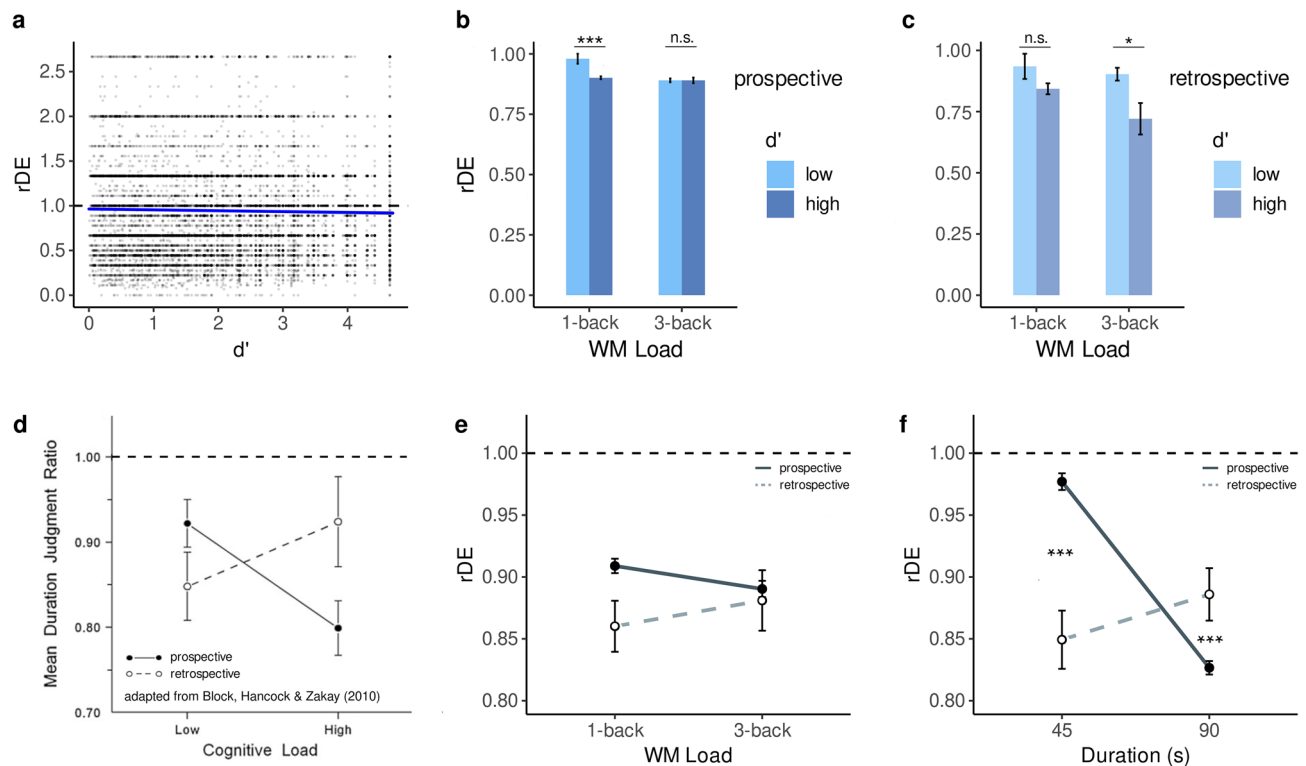 a
2.5
2.0
1.5
1.0
0.5
0.0
rDE
0
1
2
3
4
d'
b
1.00
0.75
0.50
0.25
0.00
rDE
***
n.s.
prospective
d'
low
high
1-back
3-back
WM Load
c
1.00
0.75
0.50
0.25
0.00
rDE
n.s.
*
retrospective
d'
low
high
1-back
3-back
WM Load
d
Mean Duration Judgment Ratio
1.00
0.90
0.80
0.70
prospective
retrospective
adapted from Block, Hancock & Zakay (2010)
Low
High
Cognitive Load
e
rDE
1.00
0.95
0.90
0.85
0.80
prospective
retrospective
1-back
3-back
WM Load
f
rDE
1.00
0.95
0.90
0.85
0.80
prospective
retrospective
***
***
45
90
Duration (s)